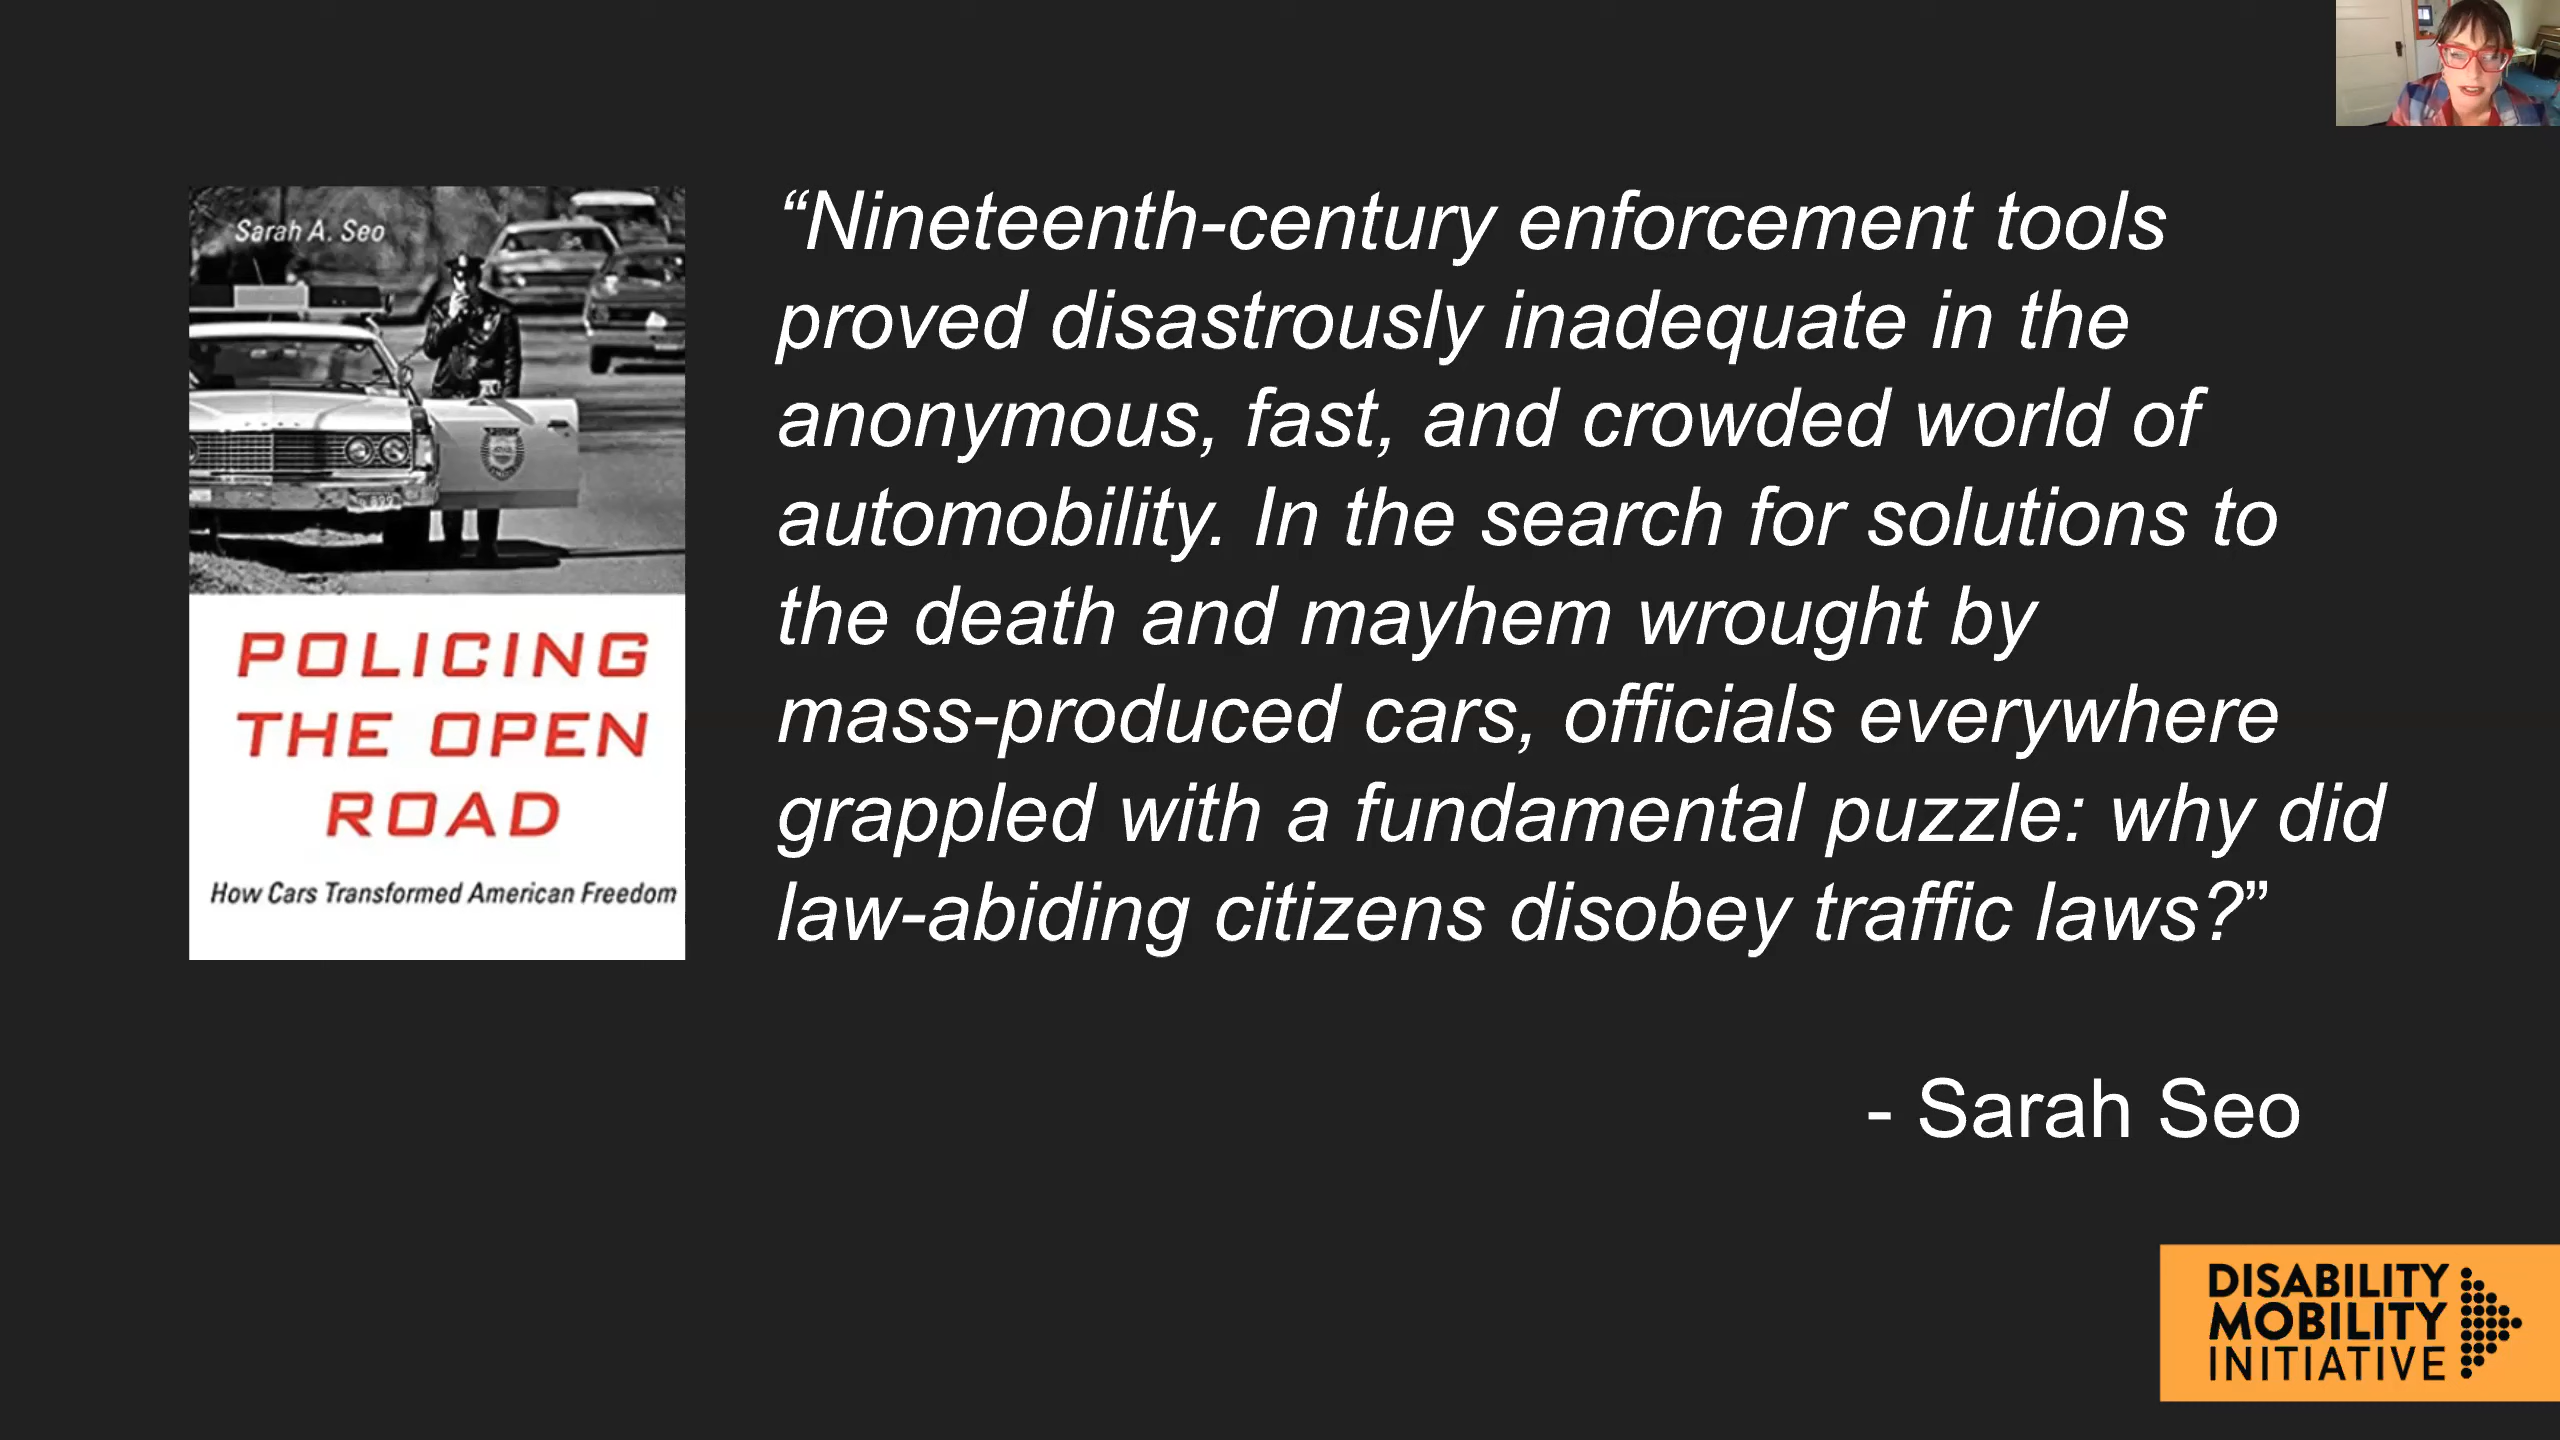 Sarah A. Seo
POLICING
THE OPEN
ROAD
How Cars Transformed American Freedom
“Nineteenth-century enforcement tools
proved disastrously inadequate in the
anonymous, fast, and crowded world of
automobility. In the search for solutions to
the death and mayhem wrought by
mass-produced cars, officials everywhere
grappled with a fundamental puzzle: why did
law-abiding citizens disobey traffic laws?”
- Sarah Seo
DISABILITY
MOBILITY
INITIATIVE